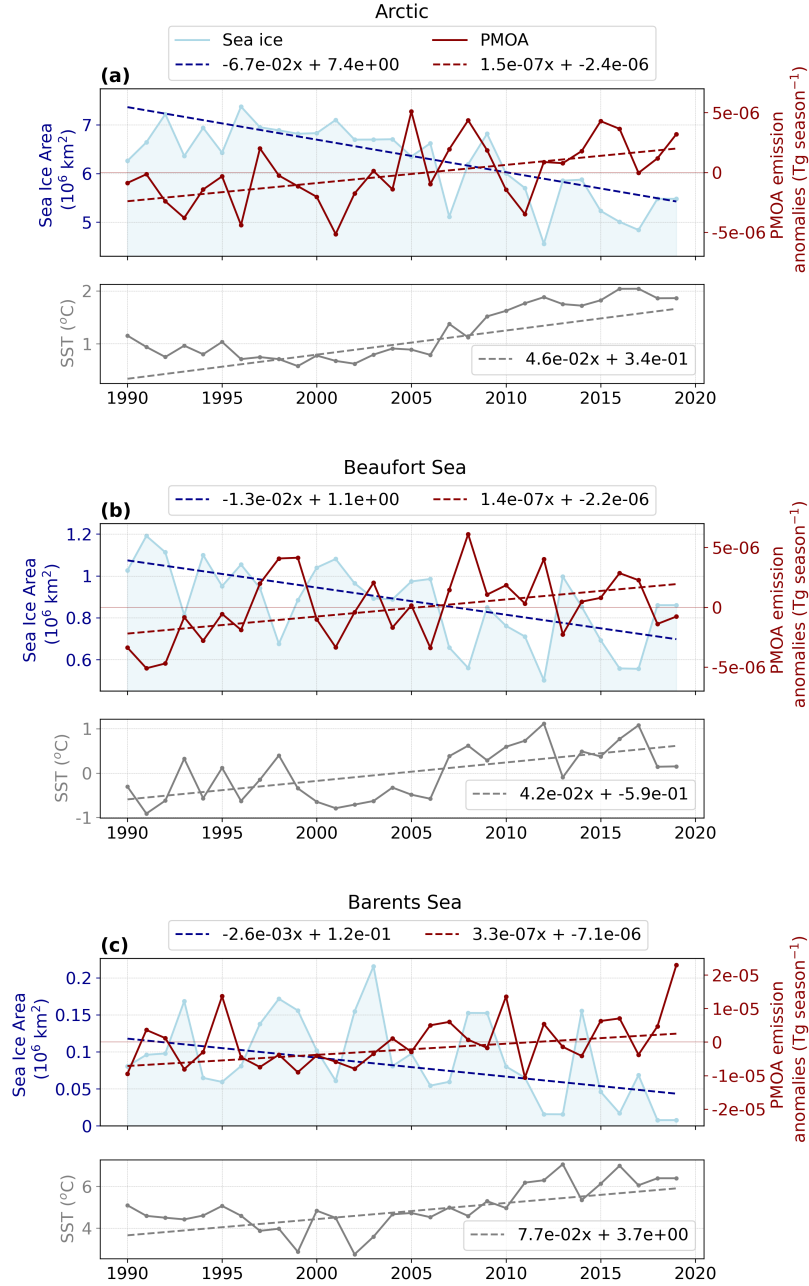 Arctic
Sea ice PMOA
-6.7e-02x + 7.4e+00 1.5e-07x + -2.4e-06
(a)
Sea Ice Area
(10⁶ km²)
7
6
5
PMOA emission
anomalies (Tg season⁻¹)
5e-06
0
-5e-06
SST (°C)
2
1
4.6e-02x + 3.4e-01
1990 1995 2000 2005 2010 2015 2020
Beaufort Sea
-1.3e-02x + 1.1e+00 1.4e-07x + -2.2e-06
(b)
Sea Ice Area
(10⁶ km²)
1.2
1
0.8
0.6
PMOA emission
anomalies (Tg season⁻¹)
5e-06
0
-5e-06
SST (°C)
1
0
-1
4.2e-02x + -5.9e-01
1990 1995 2000 2005 2010 2015 2020
Barents Sea
-2.6e-03x + 1.2e-01 3.3e-07x + -7.1e-06
(c)
Sea Ice Area
(10⁶ km²)
0.2
0.15
0.1
0.05
0
PMOA emission
anomalies (Tg season⁻¹)
2e-05
1e-05
0
-1e-05
-2e-05
SST (°C)
6
4
7.7e-02x + 3.7e+00
1990 1995 2000 2005 2010 2015 2020